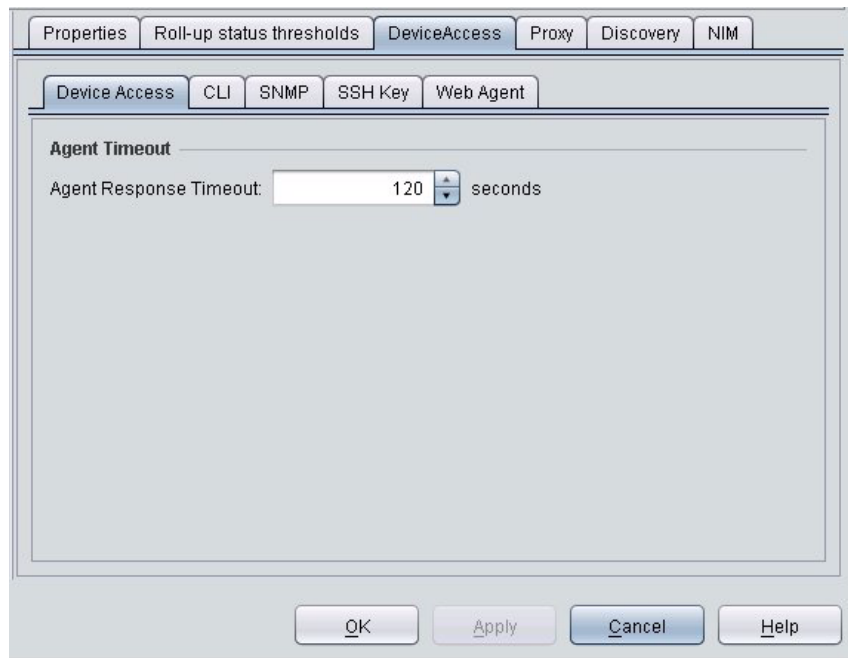 Properties Roll-up status thresholds DeviceAccess Proxy Discovery NIM
Device Access CLI SNMP SSH Key Web Agent
Agent Timeout
Agent Response Timeout: 120 seconds
OK Apply Cancel Help